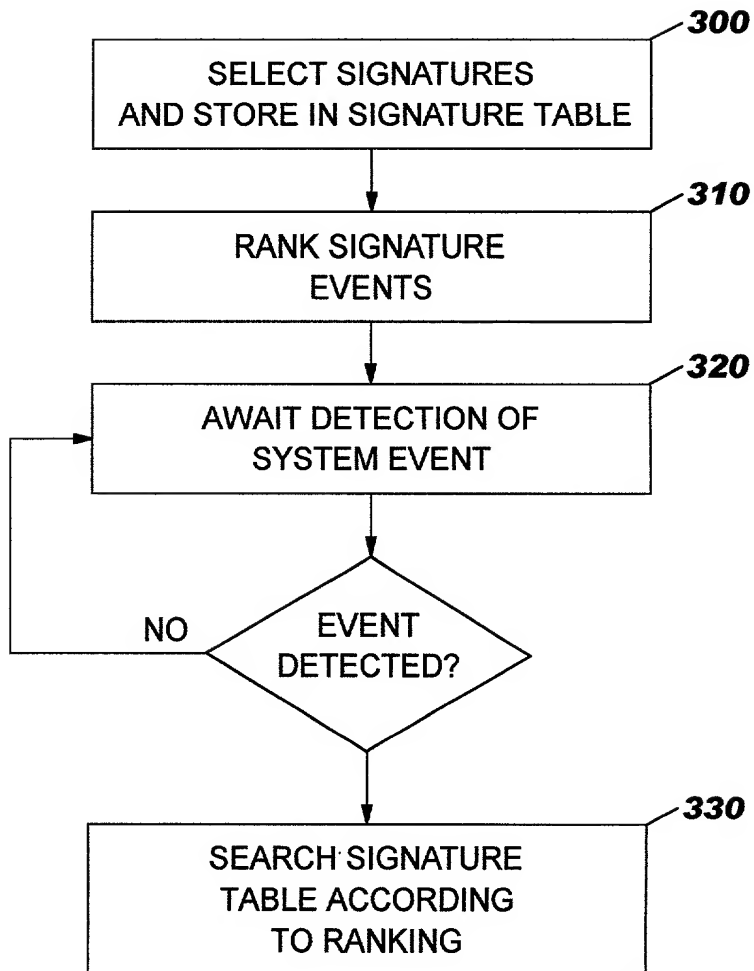 300
SELECT SIGNATURES
AND STORE IN SIGNATURE TABLE
310
RANK SIGNATURE
EVENTS
320
AWAIT DETECTION OF
SYSTEM EVENT
NO
EVENT
DETECTED?
330
SEARCH SIGNATURE
TABLE ACCORDING
TO RANKING